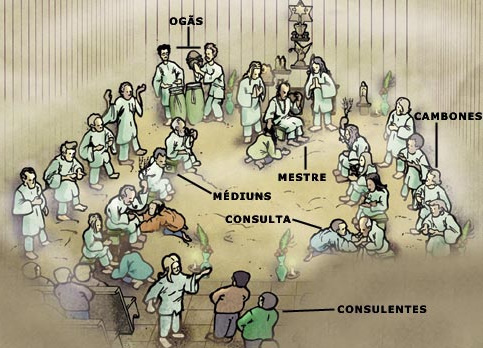 OGÃS
CAMBONES
MESTRE
MÉDIUNS
CONSULTA
CONSULENTES